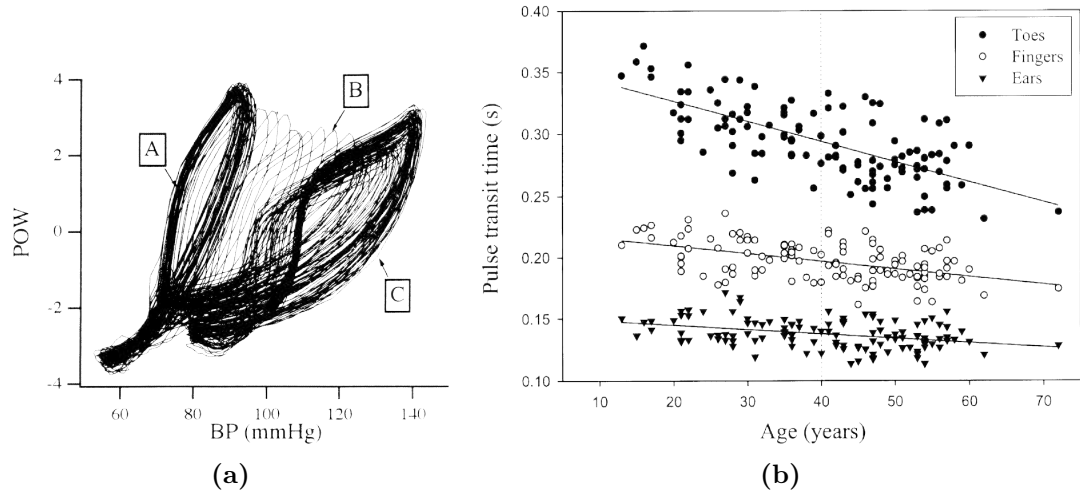 4
2
0
-2
-4
POW
A
B
C
60
80
100
120
140
BP (mmHg)
(a)
0.40
0.35
0.30
0.25
0.20
0.15
0.10
Pulse transit time (s)
Toes
Fingers
Ears
10
20
30
40
50
60
70
Age (years)
(b)